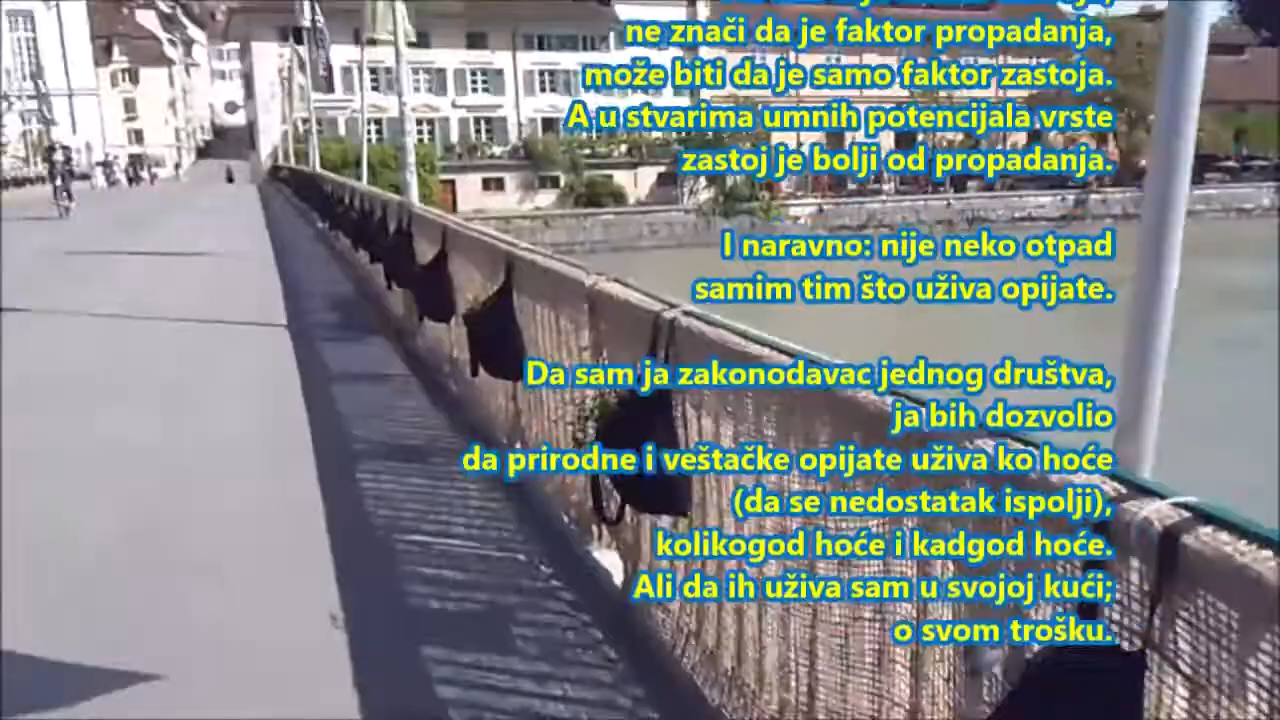 ne znači da je faktor propadanja,
može biti da je samo faktor zastoja.
A u stvarima umnih potencijala vrste
zastoj je bolji od propadanja.
I naravno: nije neko otpad
samim tim što uživa opijate.
Da sam ja zakonodavac jednog društva,
ja bih dozvolio
da prirodne i veštačke opijate uživa ko hoće
(da se nedostatak ispolji),
kolikogod hoće i kadgod hoće.
Ali da ih uživa sam u svojoj kući;
o svom trošku.